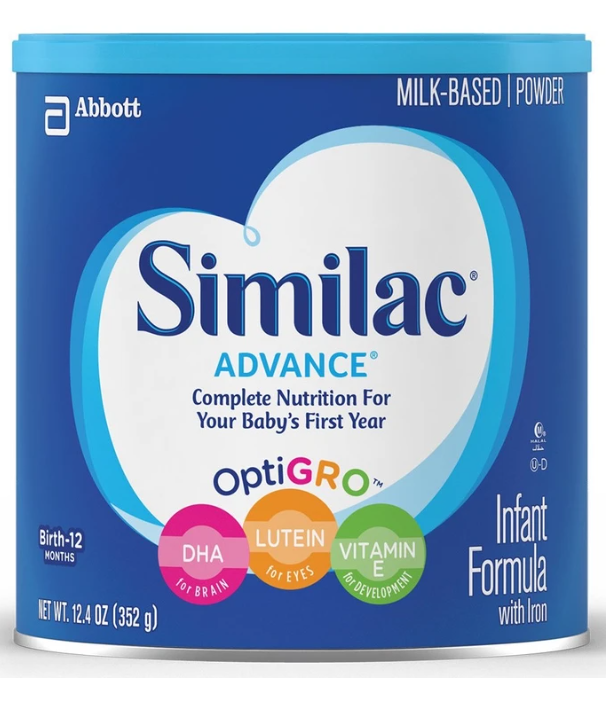 Abbott
MILK-BASED | POWDER
Similac®
ADVANCE®
Complete Nutrition For
Your Baby's First Year
OptiGRO™
DHA
for BRAIN
LUTEIN
for EYES
VITAMIN
E
for DEVELOPMENT
Birth-12
MONTHS
NET WT. 12.4 OZ (352 g)
HALAL
U-D
Infant
Formula
with Iron